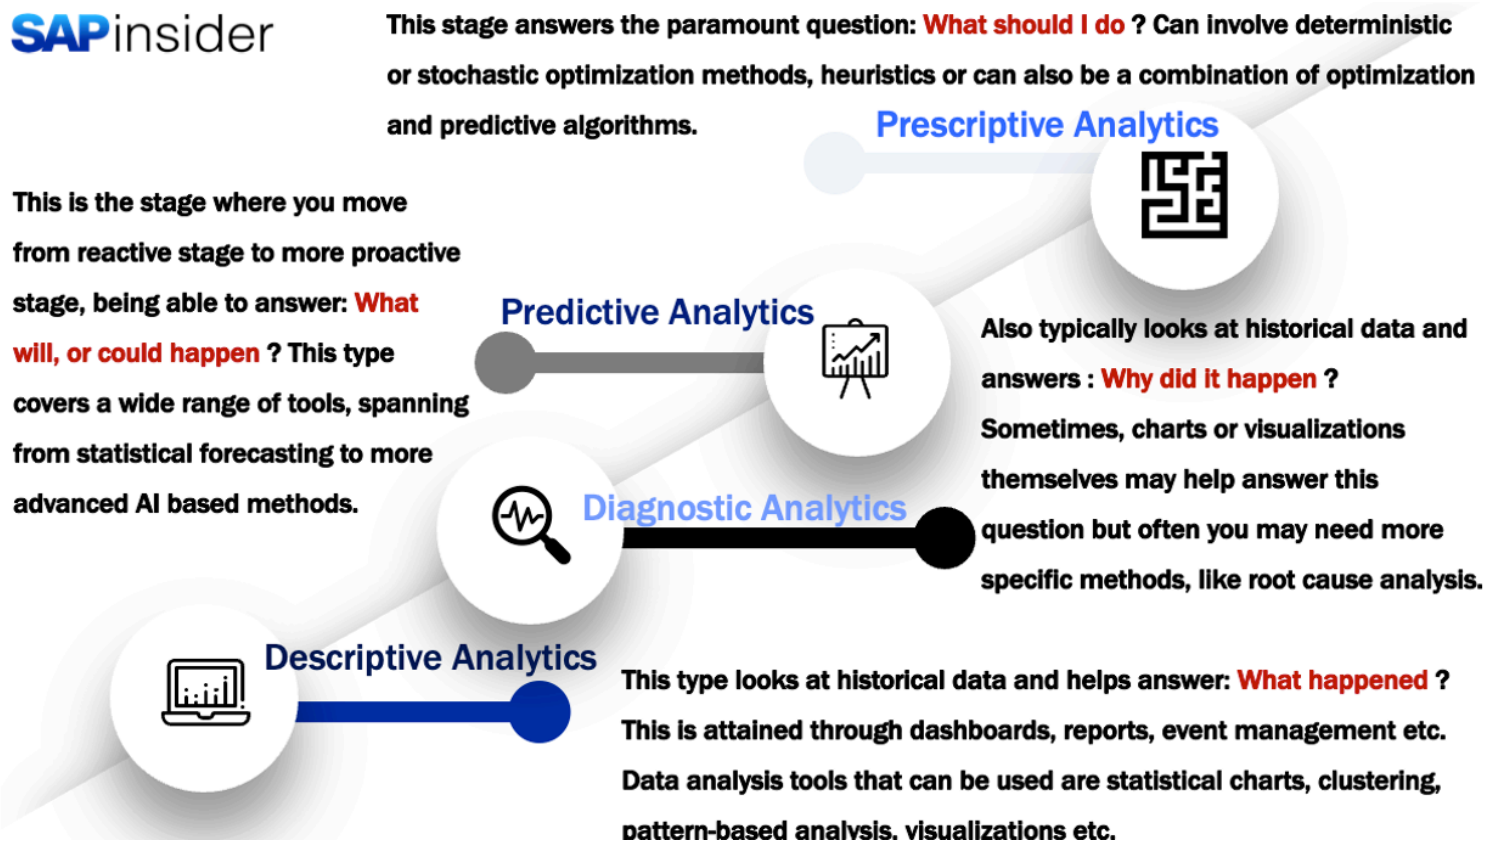 SAPinsider
This stage answers the paramount question: What should I do ? Can involve deterministic
or stochastic optimization methods, heuristics or can also be a combination of optimization
and predictive algorithms.
Prescriptive Analytics
This is the stage where you move
from reactive stage to more proactive
stage, being able to answer: What
will, or could happen ? This type
covers a wide range of tools, spanning
from statistical forecasting to more
advanced AI based methods.
Predictive Analytics
Also typically looks at historical data and
answers : Why did it happen ?
Sometimes, charts or visualizations
themselves may help answer this
question but often you may need more
specific methods, like root cause analysis.
Diagnostic Analytics
Descriptive Analytics
This type looks at historical data and helps answer: What happened ?
This is attained through dashboards, reports, event management etc.
Data analysis tools that can be used are statistical charts, clustering,
pattern-based analysis, visualizations etc.